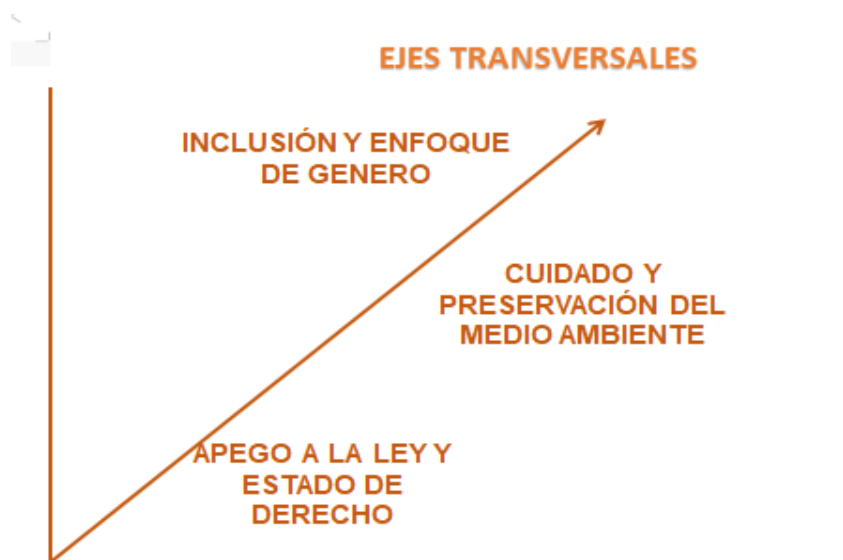 EJES TRANSVERSALES
INCLUSIÓN Y ENFOQUE
DE GENERO
CUIDADO Y
PRESERVACIÓN DEL
MEDIO AMBIENTE
APEGO A LA LEY Y
ESTADO DE
DERECHO